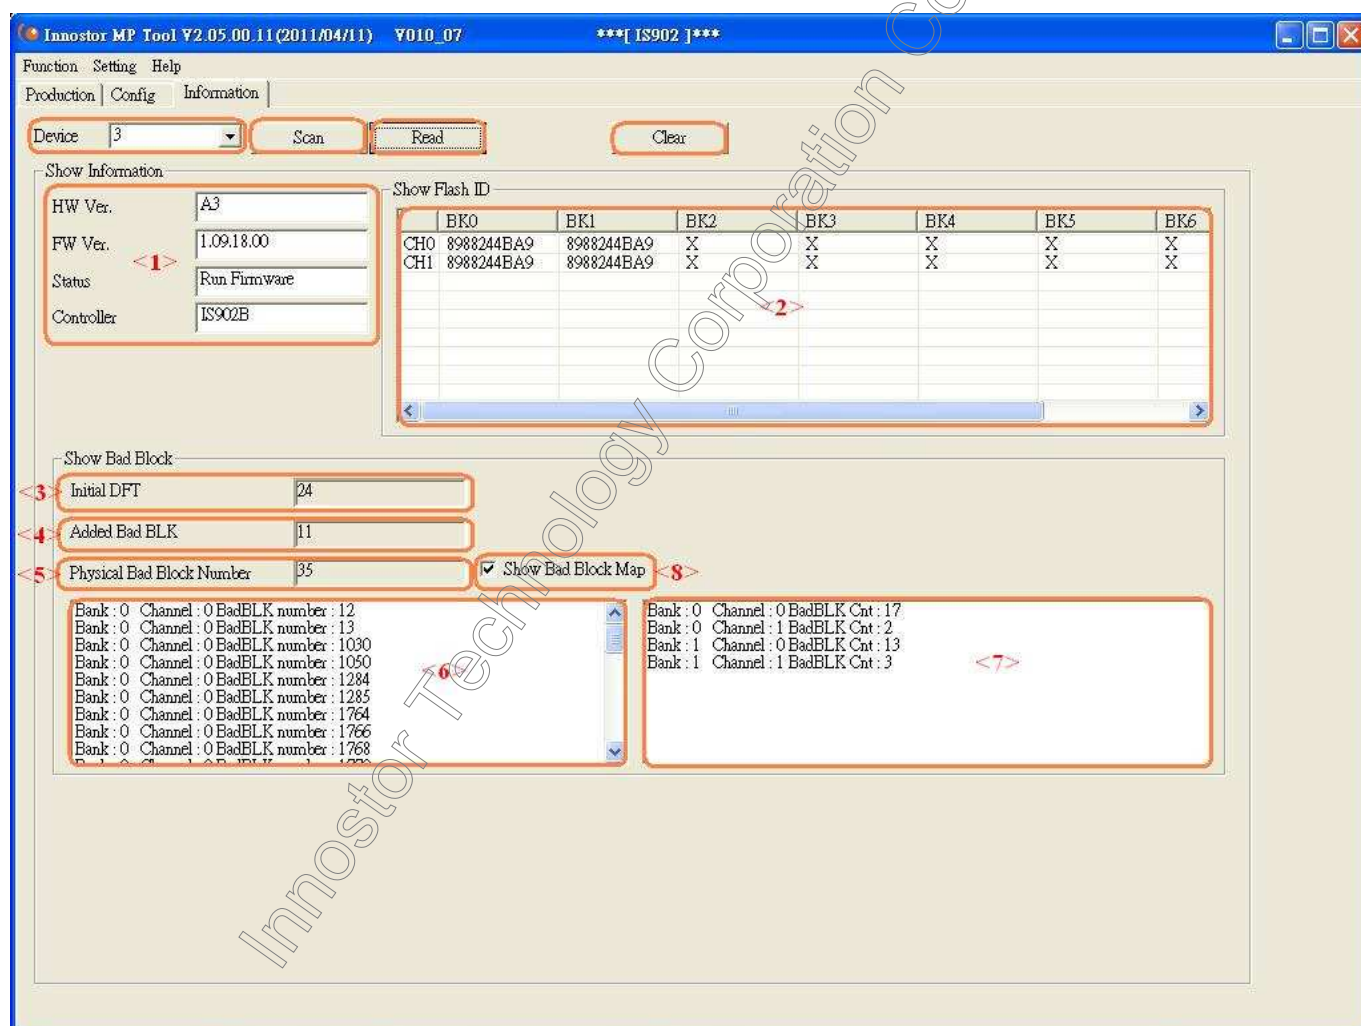 Innostor MP Tool V2.05.00.11(2011/04/11) V010_07 ***[ IS902 ]***
Function Setting Help
Production Config Information
Device 3 Scan Read Clear
Show Information
HW Ver. A3
FW Ver. 1.09.18.00
<1>
Status Run Firmware
Controller IS902B
Show Flash ID
BK0 BK1 BK2 BK3 BK4 BK5 BK6
CH0 8988244BA9 8988244BA9 X X X X X
CH1 8988244BA9 8988244BA9 X X X X X
<2>
Show Bad Block
<3> Initial DFT 24
<4> Added Bad BLK 11
<5> Physical Bad Block Number 35 Show Bad Block Map <8>
Bank : 0 Channel : 0 BadBLK number : 12
Bank : 0 Channel : 0 BadBLK number : 13
Bank : 0 Channel : 0 BadBLK number : 1030
Bank : 0 Channel : 0 BadBLK number : 1050
Bank : 0 Channel : 0 BadBLK number : 1284
Bank : 0 Channel : 0 BadBLK number : 1285
Bank : 0 Channel : 0 BadBLK number : 1764
Bank : 0 Channel : 0 BadBLK number : 1766
Bank : 0 Channel : 0 BadBLK number : 1768
<6>
Bank : 0 Channel : 0 BadBLK Cnt : 17
Bank : 0 Channel : 1 BadBLK Cnt : 2
Bank : 1 Channel : 0 BadBLK Cnt : 13
Bank : 1 Channel : 1 BadBLK Cnt : 3
<7>
Innostor Technology Corporation Co